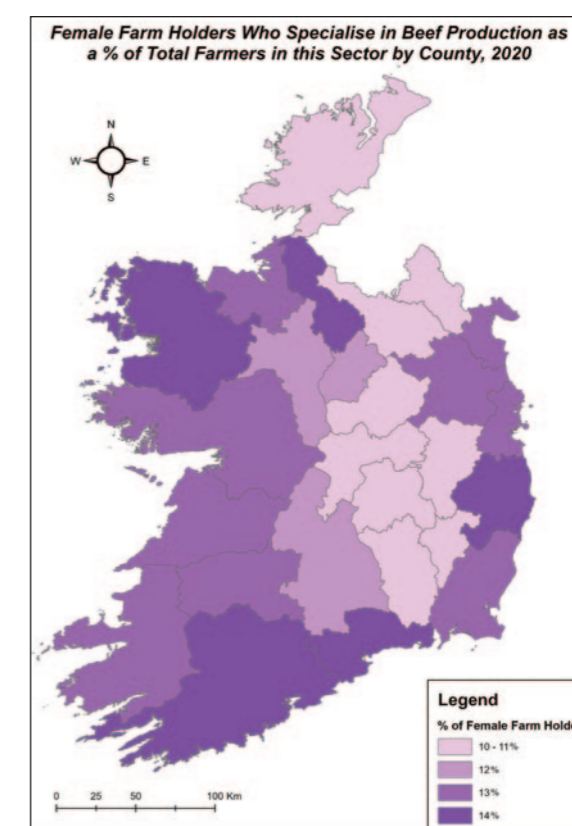 Female Farm Holders Who Specialise in Beef Production as
a % of Total Farmers in this Sector by County, 2020
N
W E
S
Legend
% of Female Farm Holde
10 - 11%
12%
13%
14%
0 25 50 100 Km